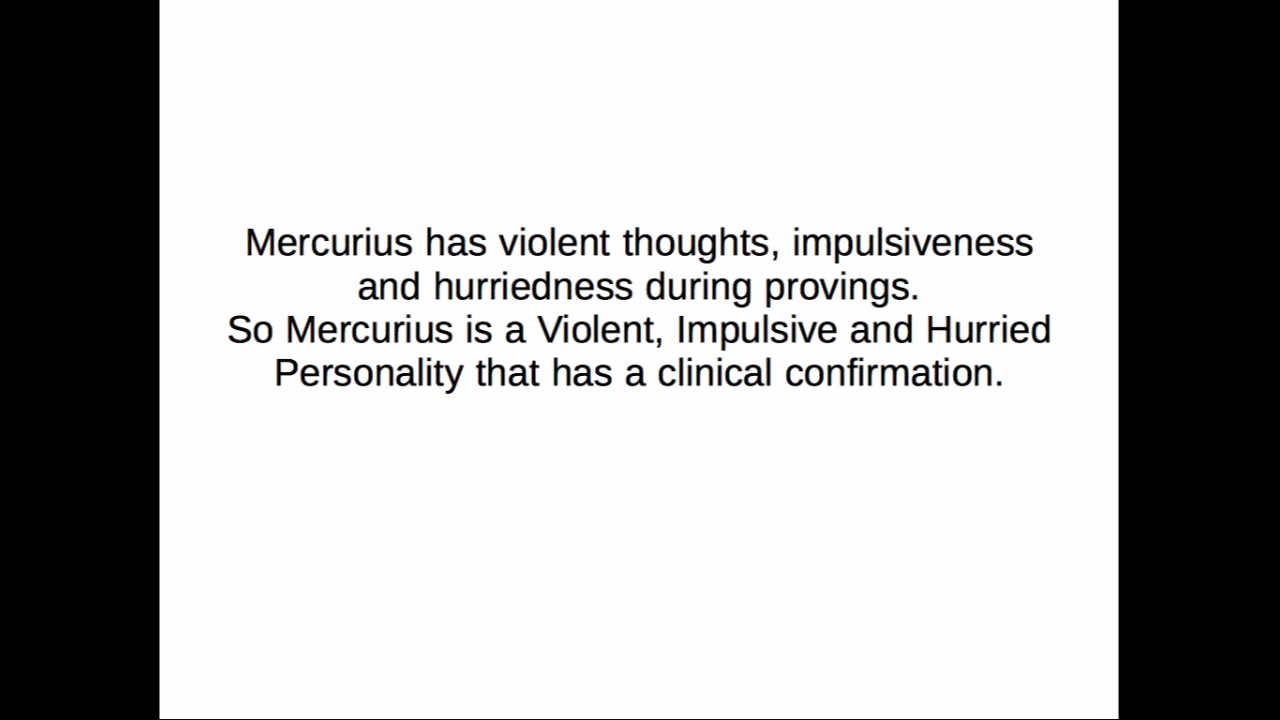 Mercurius has violent thoughts, impulsiveness
and hurriedness during provings.
So Mercurius is a Violent, Impulsive and Hurried
Personality that has a clinical confirmation.